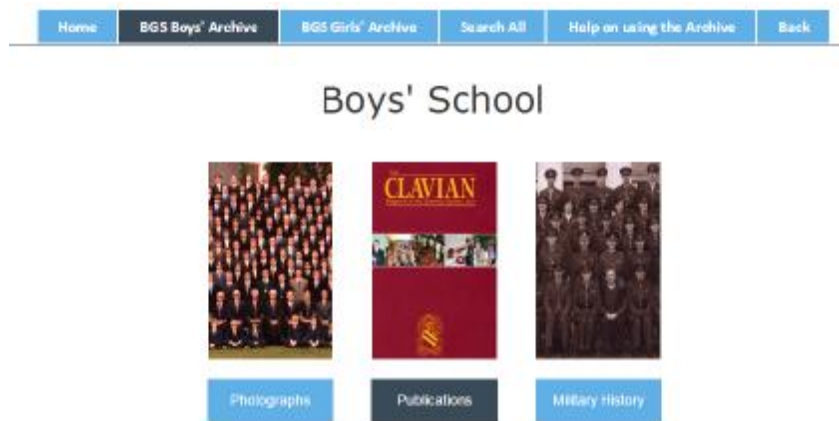 Home BGS Boys' Archive BGS Girls' Archive Search All Help on using the Archive Back
Boys' School
THE
CLAVIAN
Photographs Publications Military History